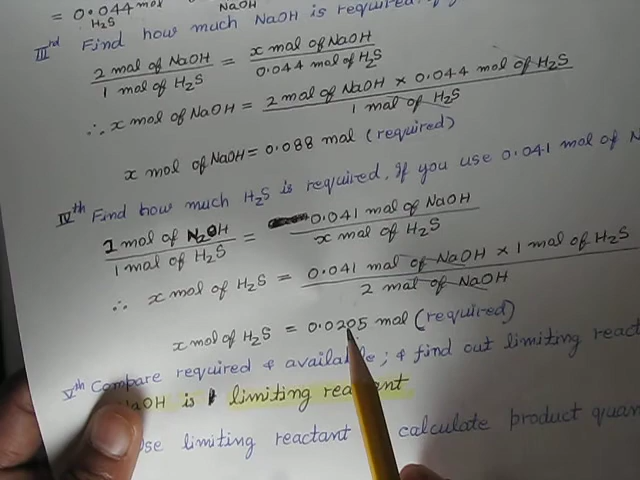 = 0.044 mol NaOH
H₂S
IIIrd Find how much NaOH is required,
2 mol of NaOH / 1 mol of H₂S = x mol of NaOH / 0.044 mol of H₂S
∴ x mol of NaOH = 2 mol of NaOH × 0.044 mol of H₂S / 1 mol of H₂S
x mol of NaOH = 0.088 mol (required)
IVth Find how much H₂S is required, If you use 0.041 mol of N
mol of / 1 mol of H₂S = 0.041 mol of NaOH / x mol of H₂S
∴ x mol of H₂S = 0.041 mol of NaOH × 1 mol of H₂S / 2 mol of NaOH
x mol of H₂S = 0.0205 mol (required)
Vth Compare required & available; & find out limiting react
NaOH is limiting reactant
se limiting reactant calculate product quan